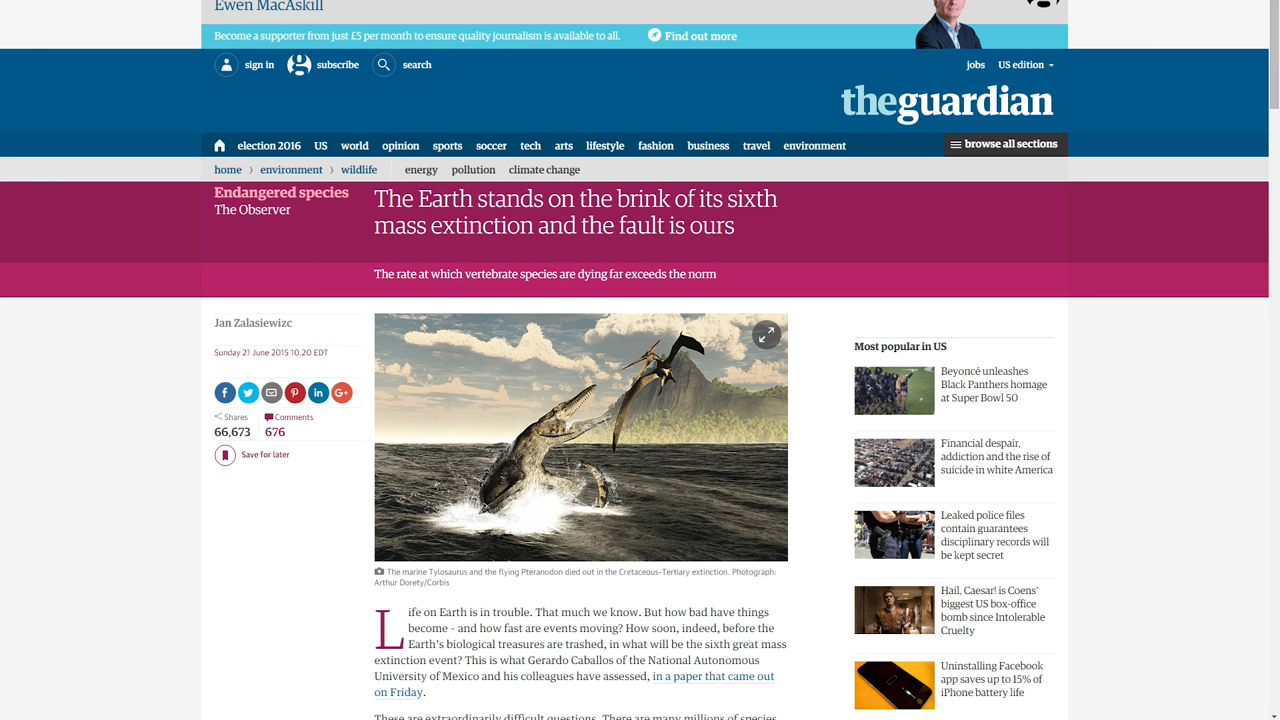 Ewen MacAskill
Become a supporter from just £5 per month to ensure quality journalism is available to all.
Find out more
sign in
subscribe
search
jobs
US edition
theguardian
election 2016
US
world
opinion
sports
soccer
tech
arts
lifestyle
fashion
business
travel
environment
browse all sections
home
environment
wildlife
energy
pollution
climate change
Endangered species
The Observer
The Earth stands on the brink of its sixth
mass extinction and the fault is ours
The rate at which vertebrate species are dying far exceeds the norm
Jan Zalasiewizc
Sunday 21 June 2015 10.20 EDT
Shares
66,673
Comments
676
Save for later
The marine Tylosaurus and the flying Pteranodon died out in the Cretaceous-Tertiary extinction. Photograph:
Arthur Dorety/Corbis
Life on Earth is in trouble. That much we know. But how bad have things
become – and how fast are events moving? How soon, indeed, before the
Earth's biological treasures are trashed, in what will be the sixth great mass
extinction event? This is what Gerardo Caballos of the National Autonomous
University of Mexico and his colleagues have assessed, in a paper that came out
on Friday.
These are extraordinarily difficult questions. There are many millions of species
Most popular in US
Beyoncé unleashes
Black Panthers homage
at Super Bowl 50
Financial despair,
addiction and the rise of
suicide in white America
Leaked police files
contain guarantees
disciplinary records will
be kept secret
Hail, Caesar! is Coens'
biggest US box-office
bomb since Intolerable
Cruelty
Uninstalling Facebook
app saves up to 15% of
iPhone battery life